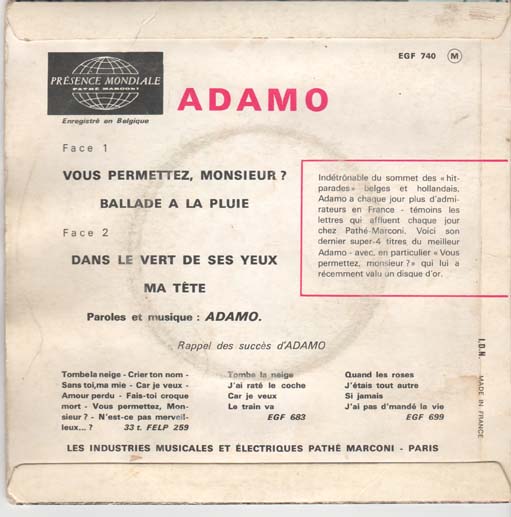 EGF 740 M
PRÉSENCE MONDIALE
PATHÉ MARCONI
Enregistré en Belgique
ADAMO
Face 1
VOUS PERMETTEZ, MONSIEUR ?
BALLADE A LA PLUIE
Face 2
DANS LE VERT DE SES YEUX
MA TÊTE
Paroles et musique : ADAMO.
Indétrônable du sommet des « hit-
parades » belges et hollandais,
Adamo a chaque jour plus d'admi-
rateurs en France - témoins les
lettres qui affluent chaque jour
chez Pathé-Marconi. Voici son
dernier super-4 titres du meilleur
Adamo - avec, en particulier « Vous
permettez, monsieur ? » qui lui a
récemment valu un disque d'or.
Rappel des succès d'ADAMO
Tombe la neige - Crier ton nom -
Sans toi, ma mie - Car je veux -
Amour perdu - Fais-toi croque
mort - Vous permettez, Mon-
sieur ? - N'est-ce pas merveil-
leux... ? 33 t. FELP 259
Tombe la neige
J'ai raté le coche
Car je veux
Le train va
EGF 683
Quand les roses
J'étais tout autre
Si jamais
J'ai pas d'mandé la vie
EGF 699
LES INDUSTRIES MUSICALES ET ÉLECTRIQUES PATHÉ MARCONI - PARIS
I.D.N. MADE IN FRANCE